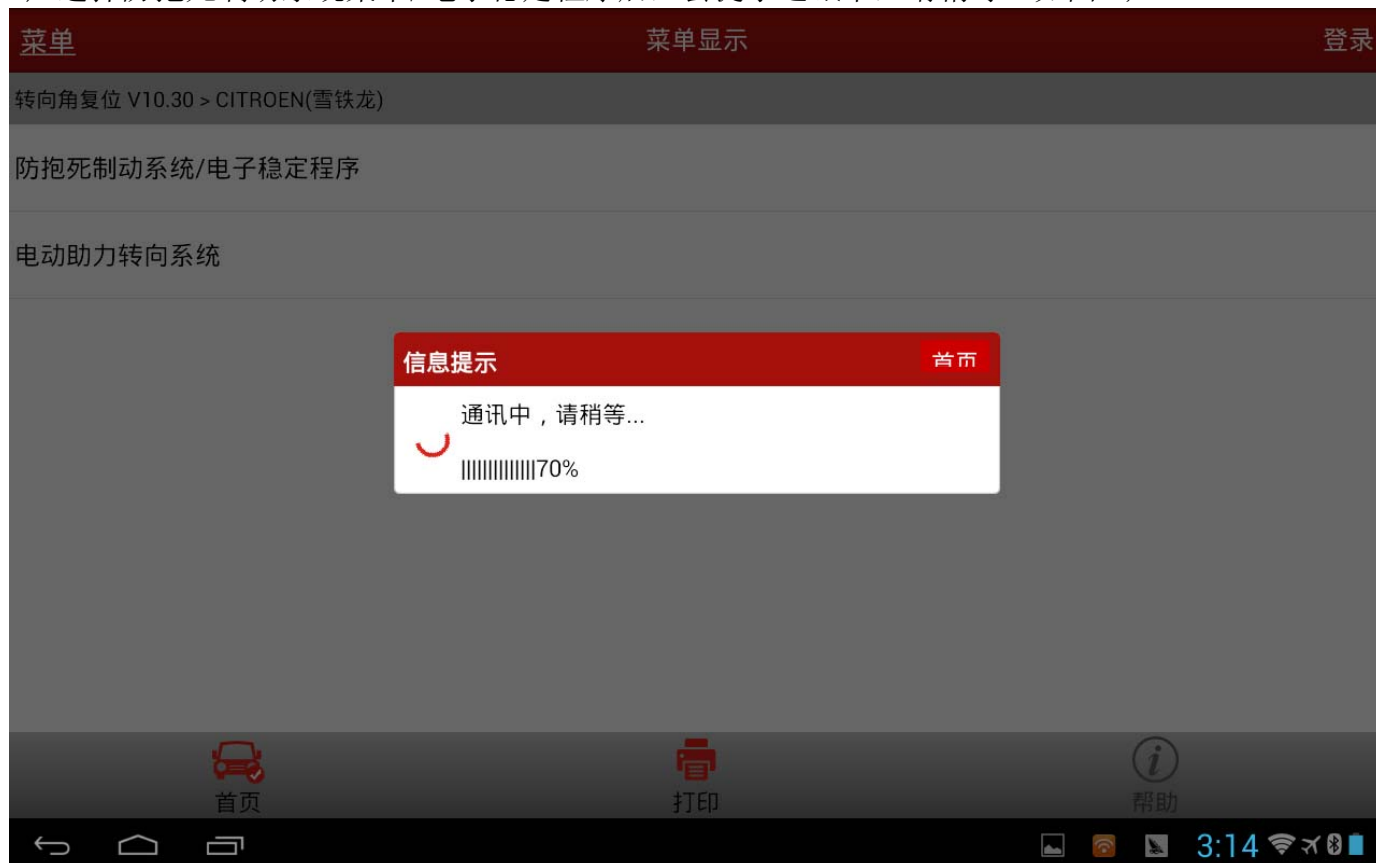 菜单
菜单显示
登录
转向角复位 V10.30 > CITROEN(雪铁龙)
防抱死制动系统/电子稳定程序
电动助力转向系统
信息提示
首页
通讯中，请稍等...
||||||||||||||70%
首页
打印
帮助
3:14